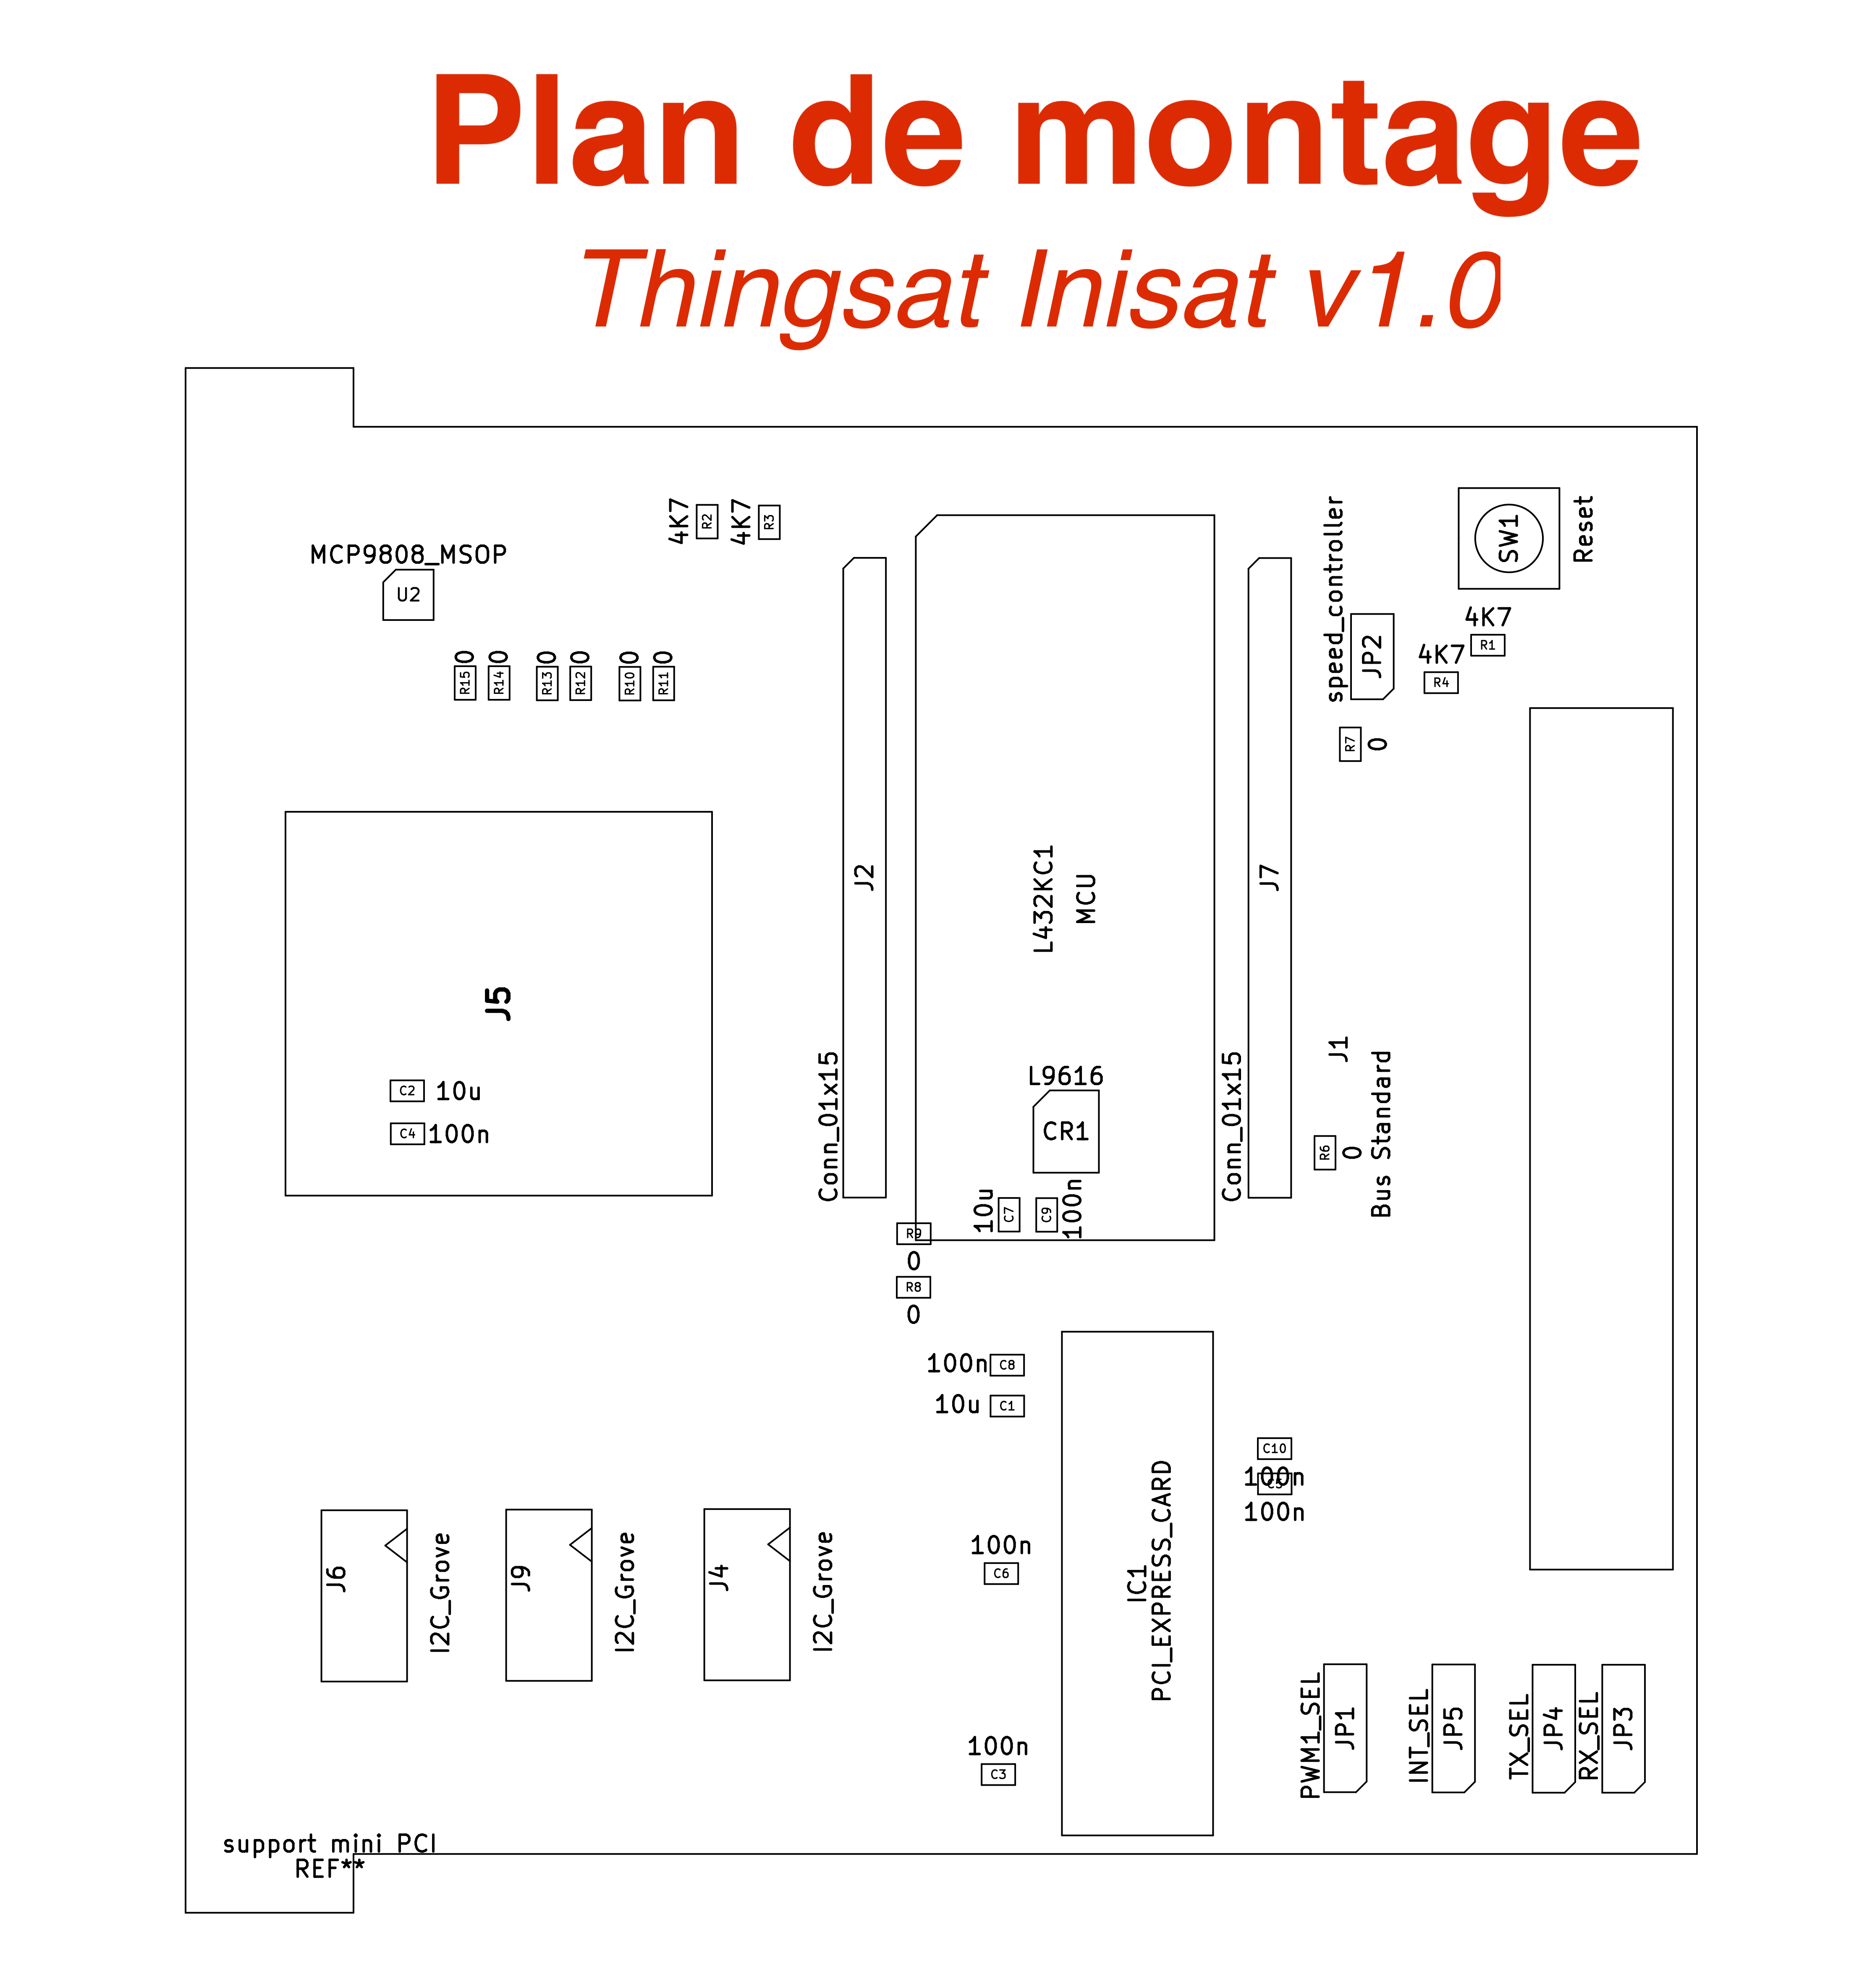 Plan de montage
Thingsat Inisat v1.0
4K7
R2
4K7
R3
speed_controller
SW1
Reset
MCP9808_MSOP
U2
4K7
R1
JP2
4K7
R4
0
R15
0
R14
0
R13
0
R12
0
R10
0
R11
R7
0
J2
L432KC1
MCU
J7
J5
J1
Bus Standard
L9616
CR1
C2
10u
C4
100n
Conn_01x15
Conn_01x15
R6
0
10u
C7
C9
100n
R9
0
R8
0
100n
C8
10u
C1
C10
100n
C5
100n
100n
C6
IC1
PCI_EXPRESS_CARD
J6
I2C_Grove
J9
I2C_Grove
J4
I2C_Grove
100n
C3
PWM1_SEL
JP1
INT_SEL
JP5
TX_SEL
JP4
RX_SEL
JP3
support mini PCI
REF**